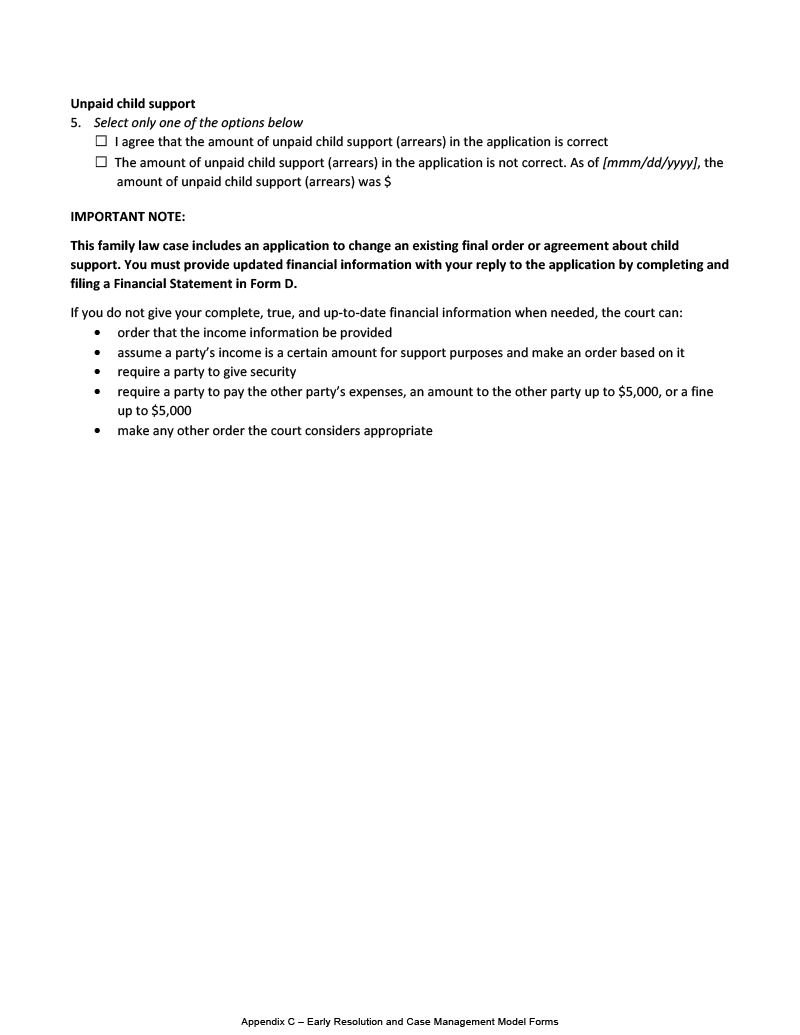 Unpaid child support
5. Select only one of the options below
☐ I agree that the amount of unpaid child support (arrears) in the application is correct
☐ The amount of unpaid child support (arrears) in the application is not correct. As of [mmm/dd/yyyy], the
amount of unpaid child support (arrears) was $
IMPORTANT NOTE:
This family law case includes an application to change an existing final order or agreement about child
support. You must provide updated financial information with your reply to the application by completing and
filing a Financial Statement in Form D.
If you do not give your complete, true, and up-to-date financial information when needed, the court can:
• order that the income information be provided
• assume a party’s income is a certain amount for support purposes and make an order based on it
• require a party to give security
• require a party to pay the other party’s expenses, an amount to the other party up to $5,000, or a fine
up to $5,000
• make any other order the court considers appropriate
Appendix C – Early Resolution and Case Management Model Forms